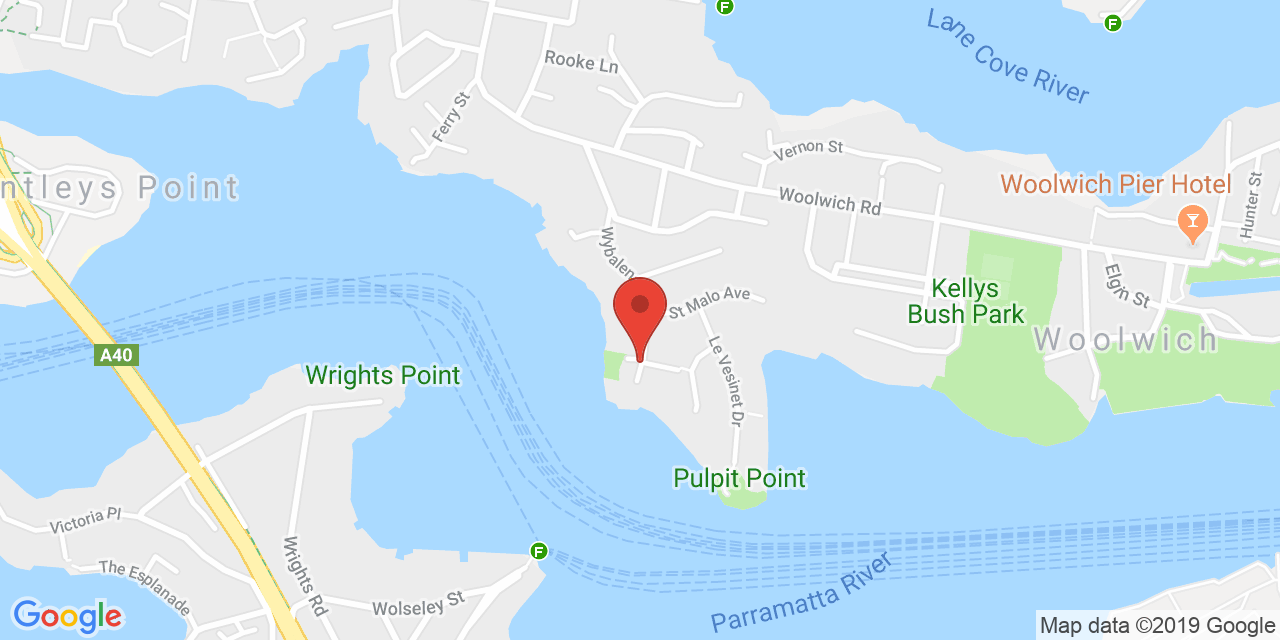 F
F
Lane Cove River
Rooke Ln
Ferry St
Vernon St
ntleys Point
Woolwich Pier Hotel
Woolwich Rd
Hunter St
Wybalen
Elgin St
St Malo Ave
Kellys
Bush Park
Woolwich
A40
Wrights Point
Le Vesinet Dr
Pulpit Point
Victoria Pl
F
The Esplanade
Wrights Rd
Wolseley St
Parramatta River
Google
Map data ©2019 Google